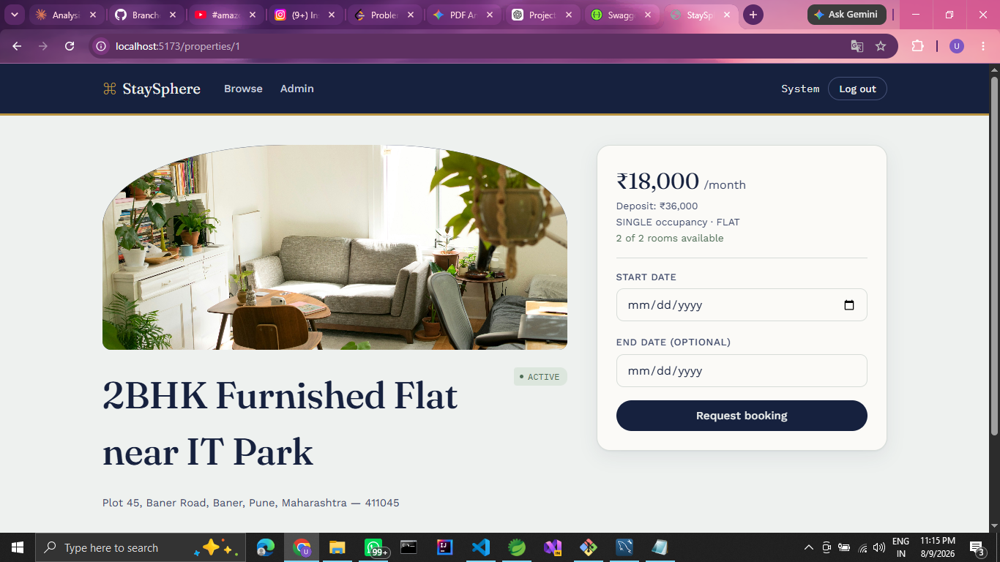 Analysi
Branch
#amaz
(9+) In
Probler
PDF Ar
Project
Swagg
StaySp
Ask Gemini
localhost:5173/properties/1
U
StaySphere
Browse
Admin
System
Log out
₹18,000 /month
Deposit: ₹36,000
SINGLE occupancy · FLAT
2 of 2 rooms available
START DATE
mm/dd/yyyy
END DATE (OPTIONAL)
mm/dd/yyyy
Request booking
ACTIVE
2BHK Furnished Flat
near IT Park
Plot 45, Baner Road, Baner, Pune, Maharashtra — 411045
Type here to search
99+
ENG
IN
11:15 PM
8/9/2026
3